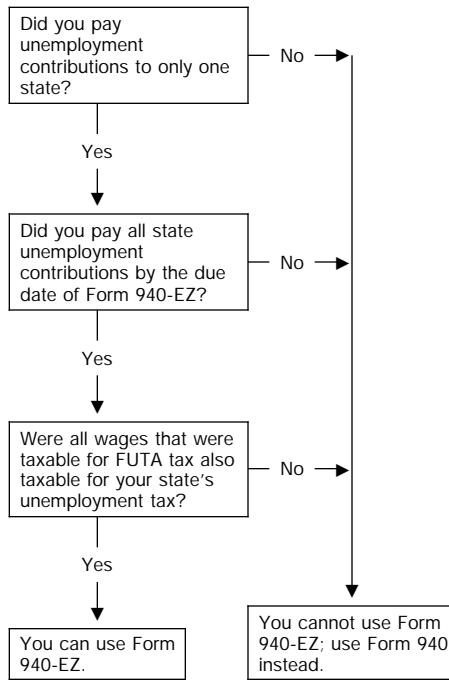 Did you pay
unemployment
contributions to only one
state?
No
Yes
Did you pay all state
unemployment
contributions by the due
date of Form 940-EZ?
No
Yes
Were all wages that were
taxable for FUTA tax also
taxable for your state's
unemployment tax?
No
Yes
You can use Form
940-EZ.
You cannot use Form
940-EZ; use Form 940
instead.